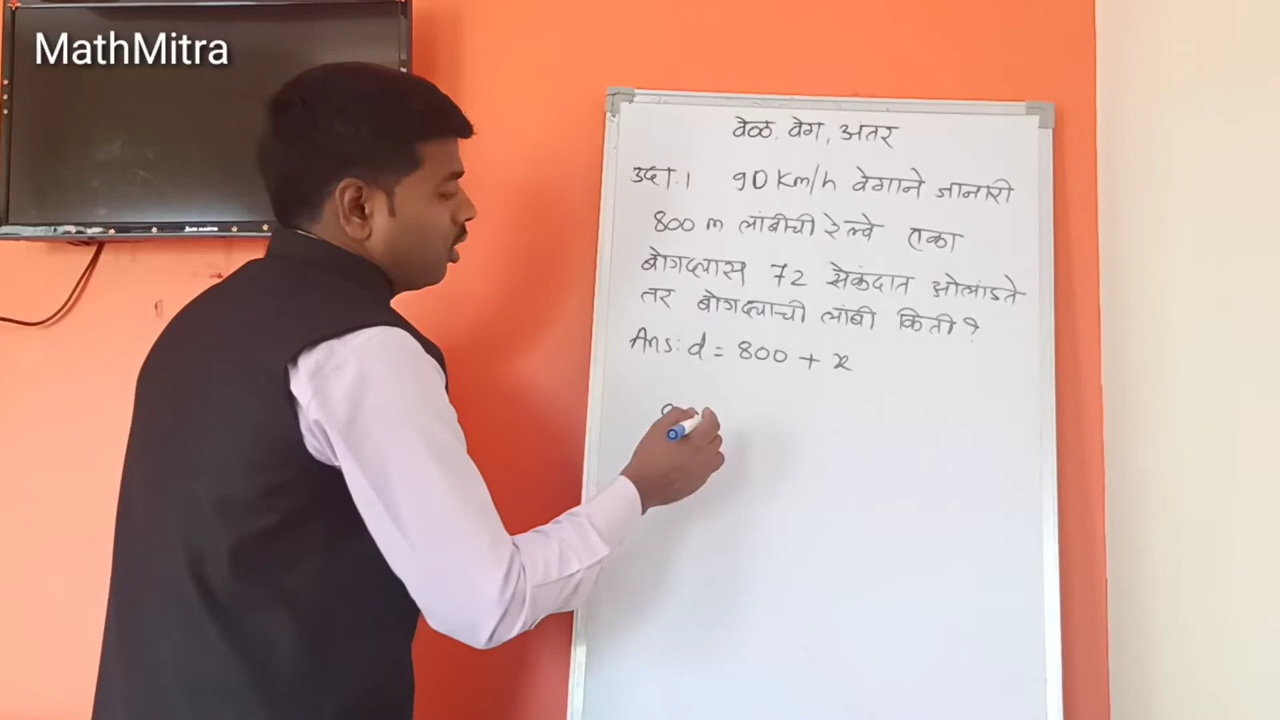 MathMitra
वेळ, वेग, अंतर
उदा.1 90 Km/h वेगाने जानारी
800 m लांबीची रेल्वे एका
बोगद्यास 72 सेकंदात ओलांडते
तर बोगद्याची लांबी किती?
Ans: d = 800 + x